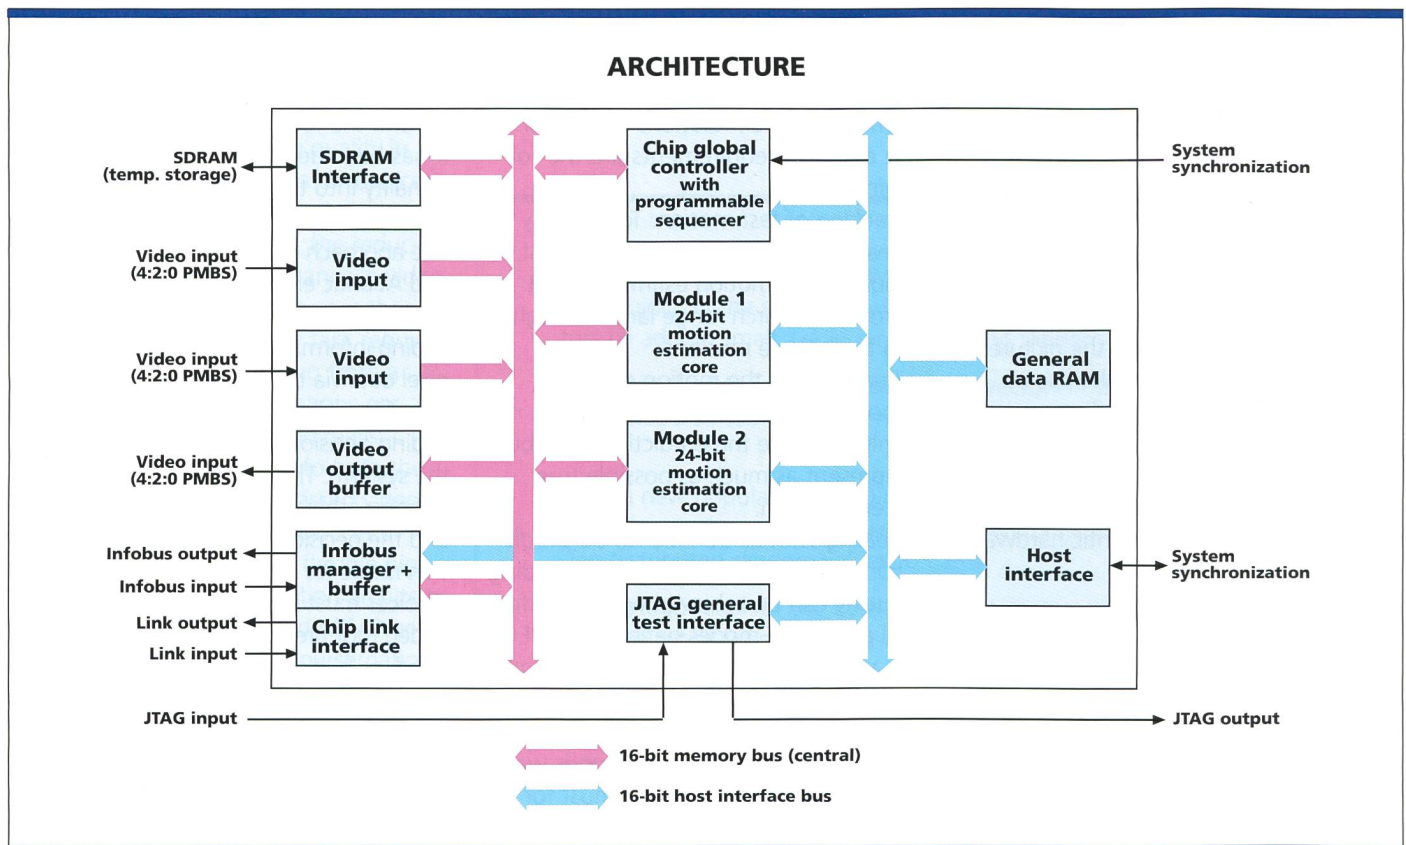 ARCHITECTURE
SDRAM
(temp. storage)
SDRAM
Interface
Chip global
controller
with
programmable
sequencer
System
synchronization
Video input
(4:2:0 PMBS)
Video
input
Module 1
24-bit
motion
estimation
core
Video input
(4:2:0 PMBS)
Video
input
General
data RAM
Video input
(4:2:0 PMBS)
Video
output
buffer
Module 2
24-bit
motion
estimation
core
Infobus output
Infobus input
Infobus
manager +
buffer
Host
interface
System
synchronization
Link output
Link input
Chip link
interface
JTAG general
test interface
JTAG input
JTAG output
16-bit memory bus (central)
16-bit host interface bus